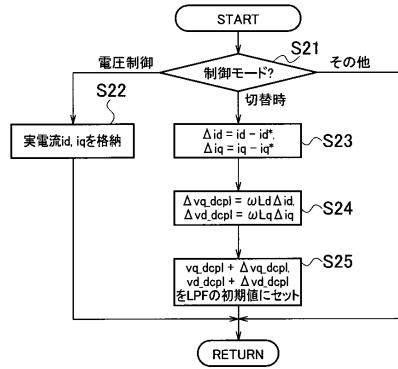 START
S21
制御モード?
電圧制御
その他
切替時
S22
実電流id, iqを格納
S23
Δid = id − id*,
Δiq = iq − iq*
S24
Δvq_dcpl = ωLdΔid,
Δvd_dcpl = ωLqΔiq
S25
vq_dcpl + Δvq_dcpl,
vd_dcpl + Δvd_dcpl
をLPFの初期値にセット
RETURN